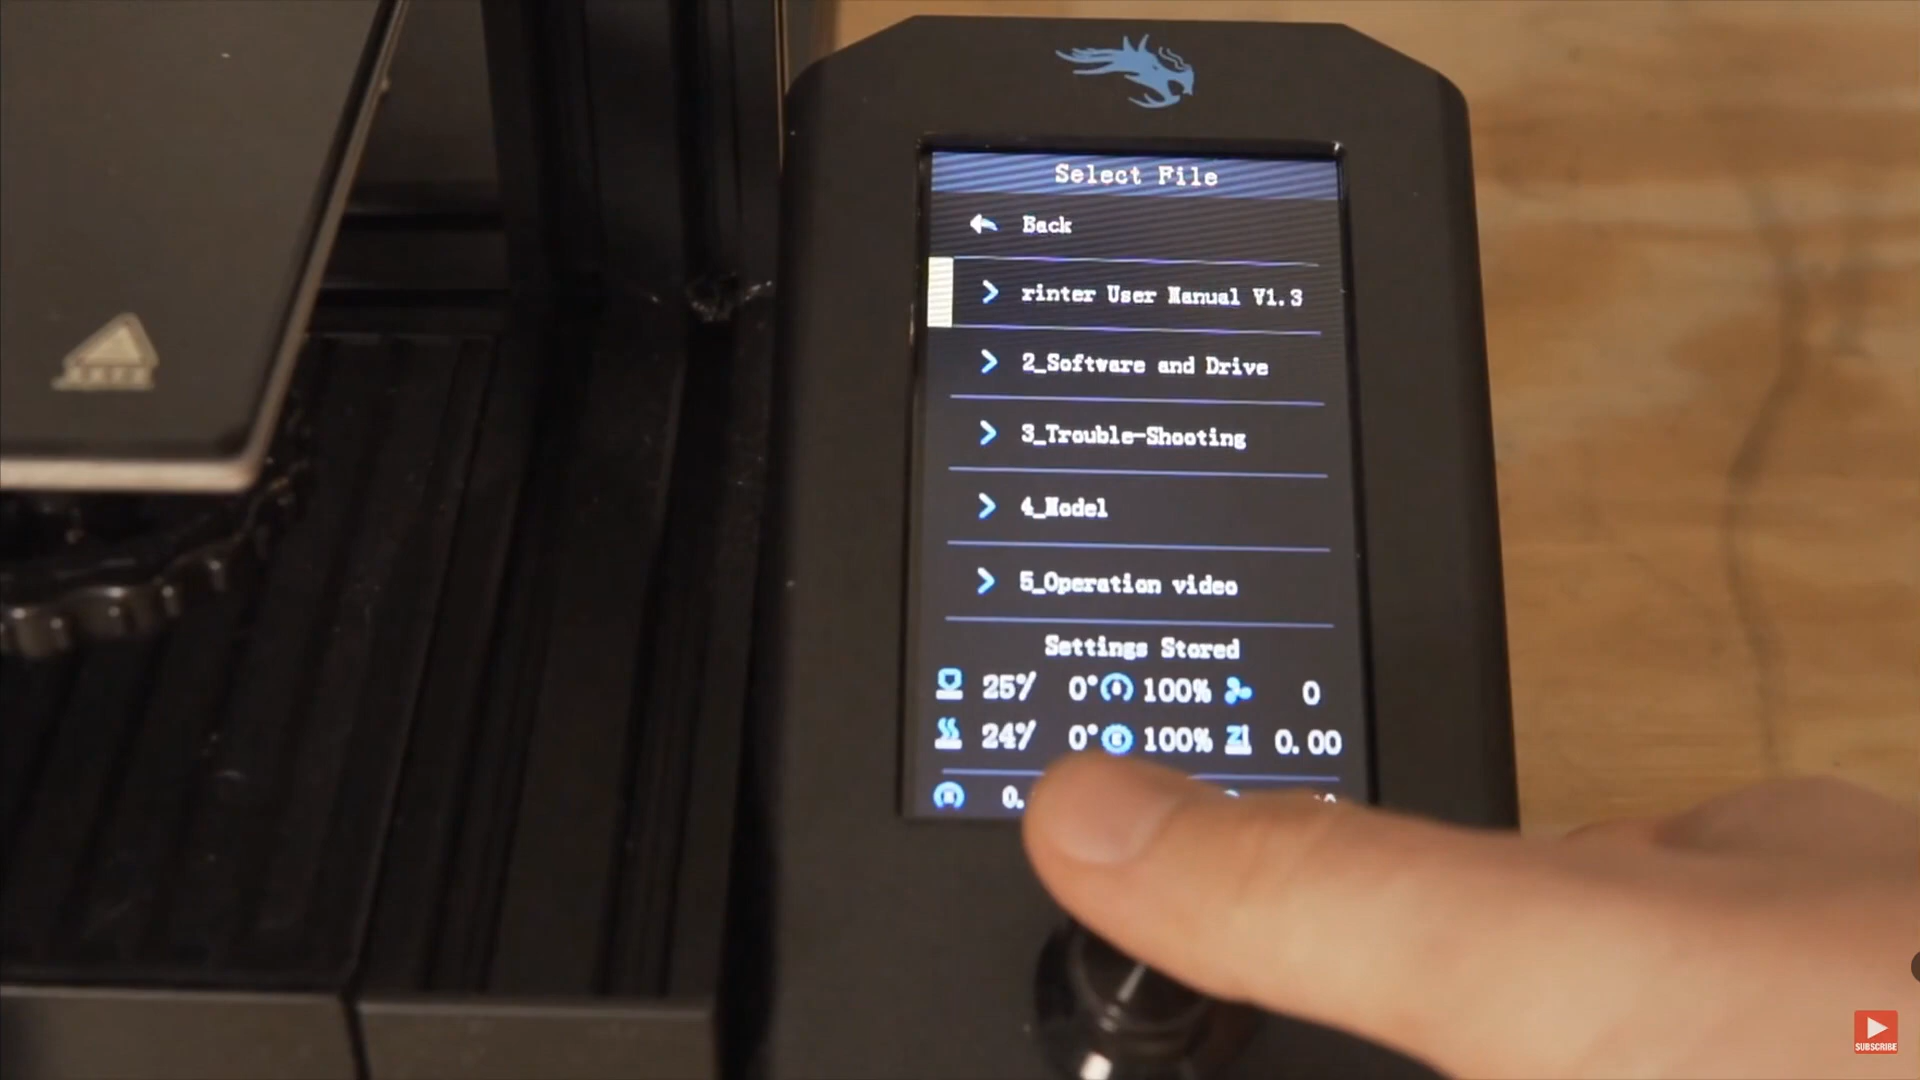 Select File
Back
rinter User Manual V1.3
2_Software and Drive
3_Trouble-Shooting
4_Model
5_Operation video
Settings Stored
25/ 0° 100% 0
24/ 0° 100% 0.00
0.
SUBSCRIBE